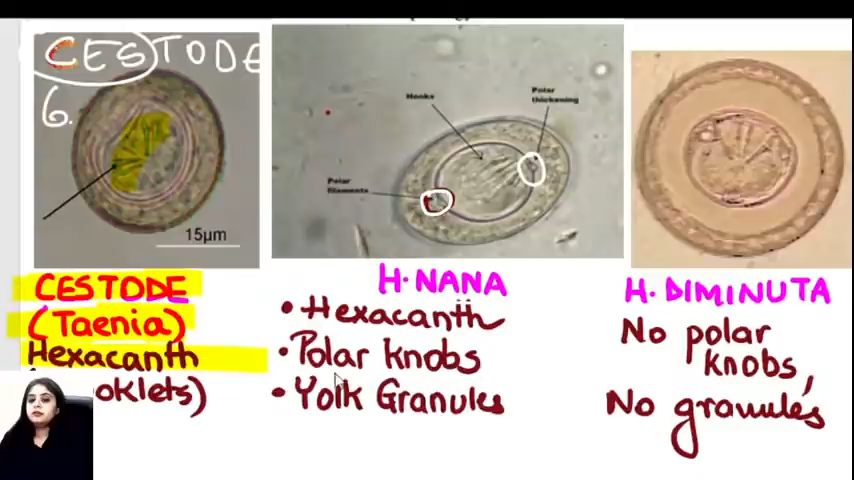 CESTODE
6.
15μm
Hooks
Polar
thickening
Polar
filaments
CESTODE
(Taenia)
Hexacanth
oklets)
H. NANA
• Hexacanth
• Polar knobs
• Yolk Granules
H. DIMINUTA
No polar
knobs,
No granules